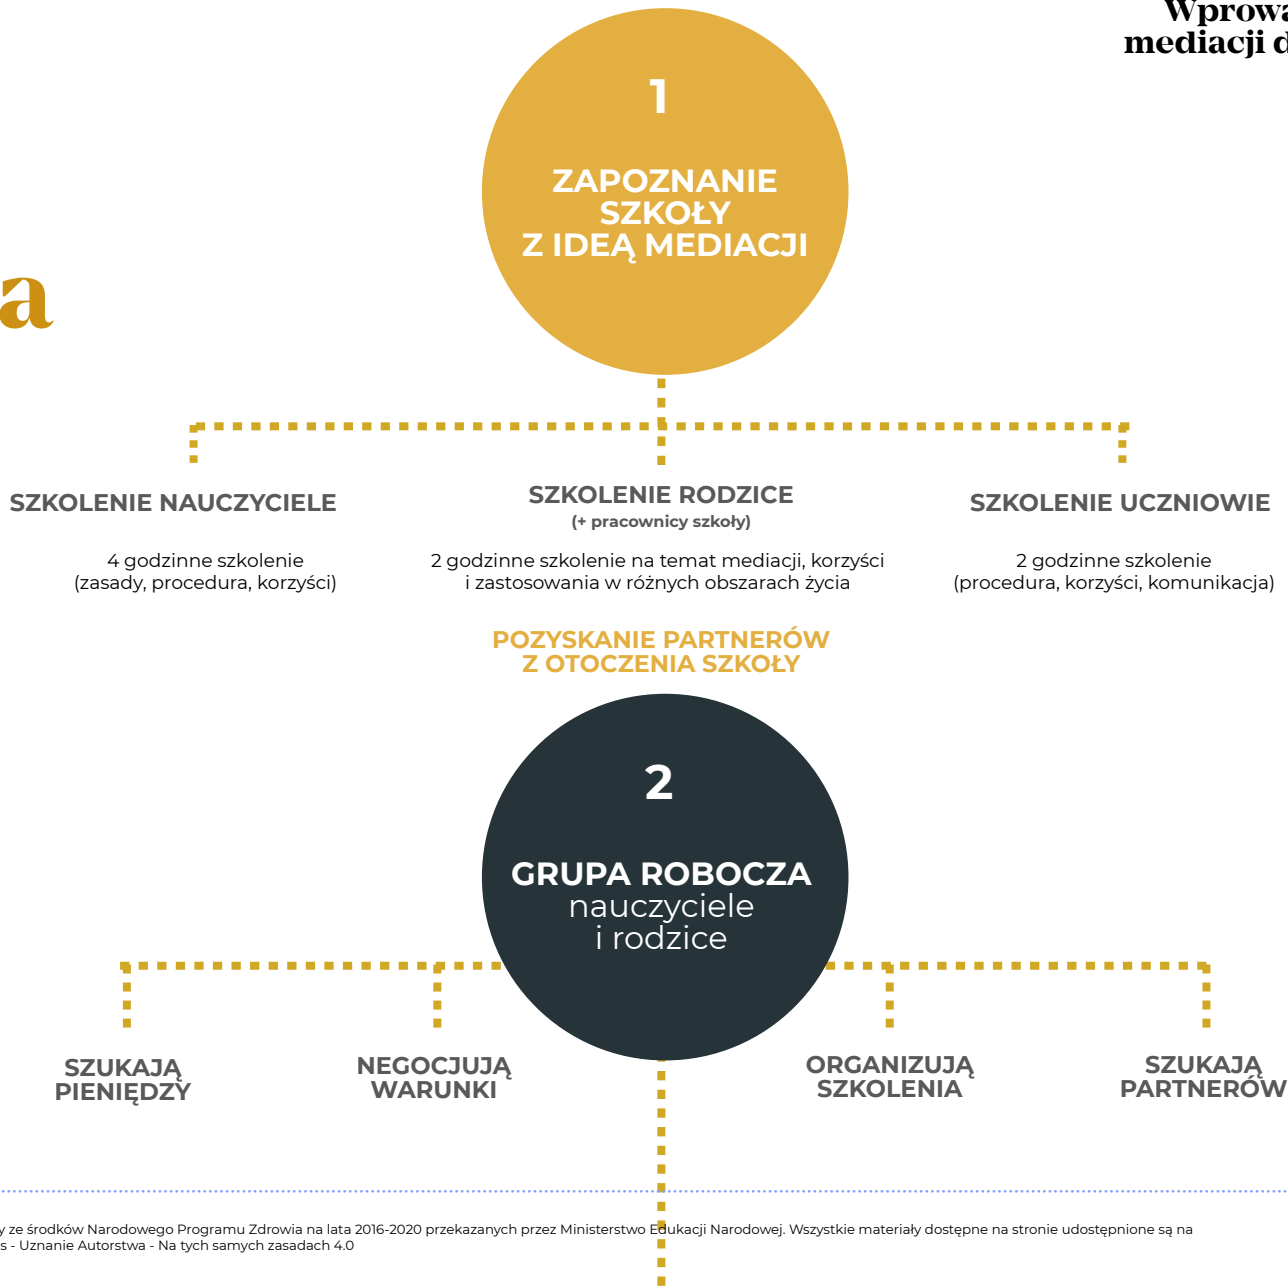 Wprowa
mediacji d
1
ZAPOZNANIE
SZKOŁY
Z IDEĄ MEDIACJI
a
SZKOLENIE NAUCZYCIELE
4 godzinne szkolenie
(zasady, procedura, korzyści)
SZKOLENIE RODZICE
(+ pracownicy szkoły)
2 godzinne szkolenie na temat mediacji, korzyści
i zastosowania w różnych obszarach życia
SZKOLENIE UCZNIOWIE
2 godzinne szkolenie
(procedura, korzyści, komunikacja)
POZYSKANIE PARTNERÓW
Z OTOCZENIA SZKOŁY
2
GRUPA ROBOCZA
nauczyciele
i rodzice
SZUKAJĄ
PIENIĘDZY
NEGOCJUJĄ
WARUNKI
ORGANIZUJĄ
SZKOLENIA
SZUKAJĄ
PARTNERÓW
y ze środków Narodowego Programu Zdrowia na lata 2016-2020 przekazanych przez Ministerstwo Edukacji Narodowej. Wszystkie materiały dostępne na stronie udostępnione są na
s - Uznanie Autorstwa - Na tych samych zasadach 4.0